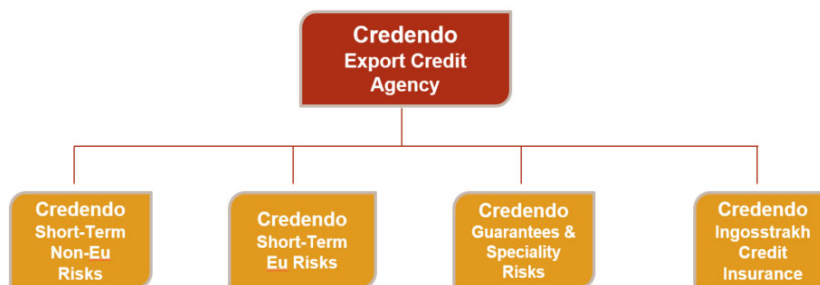 Credendo
Export Credit
Agency
Credendo
Short-Term
Non-Eu
Risks
Credendo
Short-Term
Eu Risks
Credendo
Guarantees &
Speciality
Risks
Credendo
Ingosstrakh
Credit
Insurance